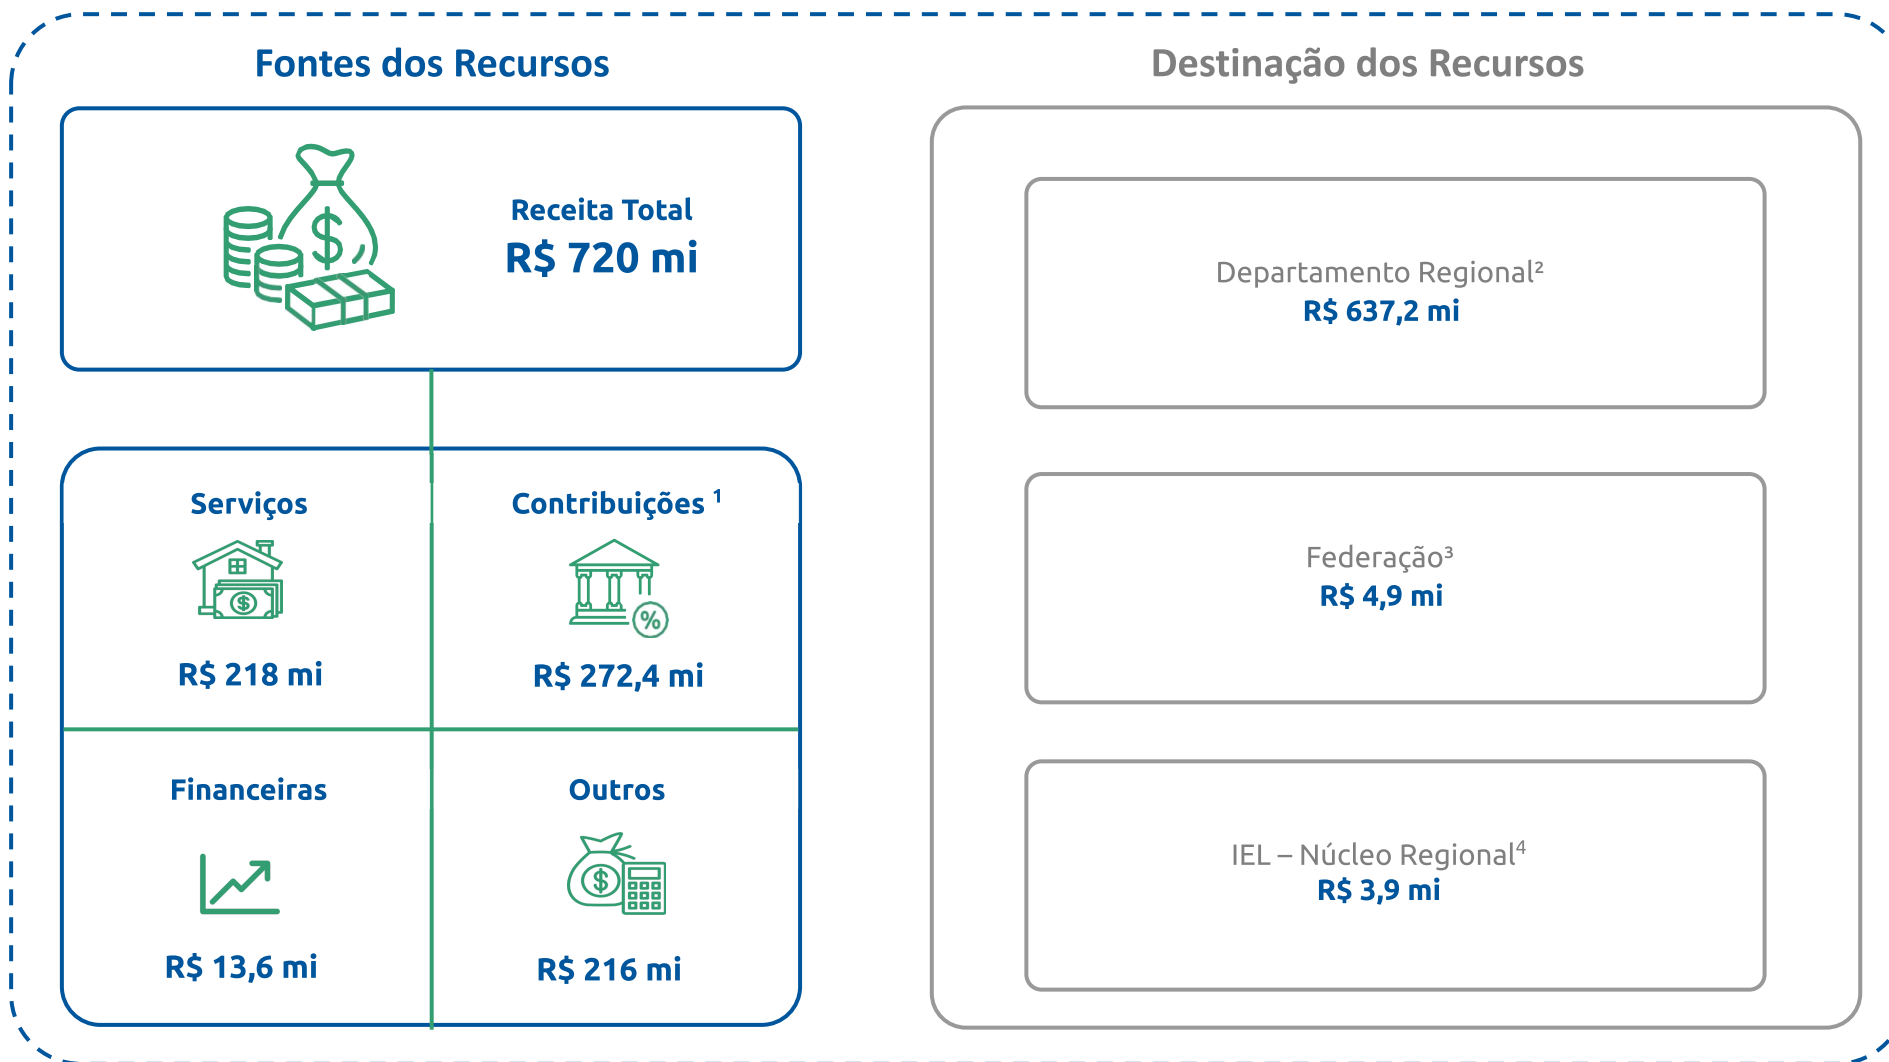 Fontes dos Recursos
Receita Total
R$ 720 mi
Serviços
R$ 218 mi
Contribuições ¹
R$ 272,4 mi
Financeiras
R$ 13,6 mi
Outros
R$ 216 mi
Destinação dos Recursos
Departamento Regional²
R$ 637,2 mi
Federação³
R$ 4,9 mi
IEL – Núcleo Regional⁴
R$ 3,9 mi